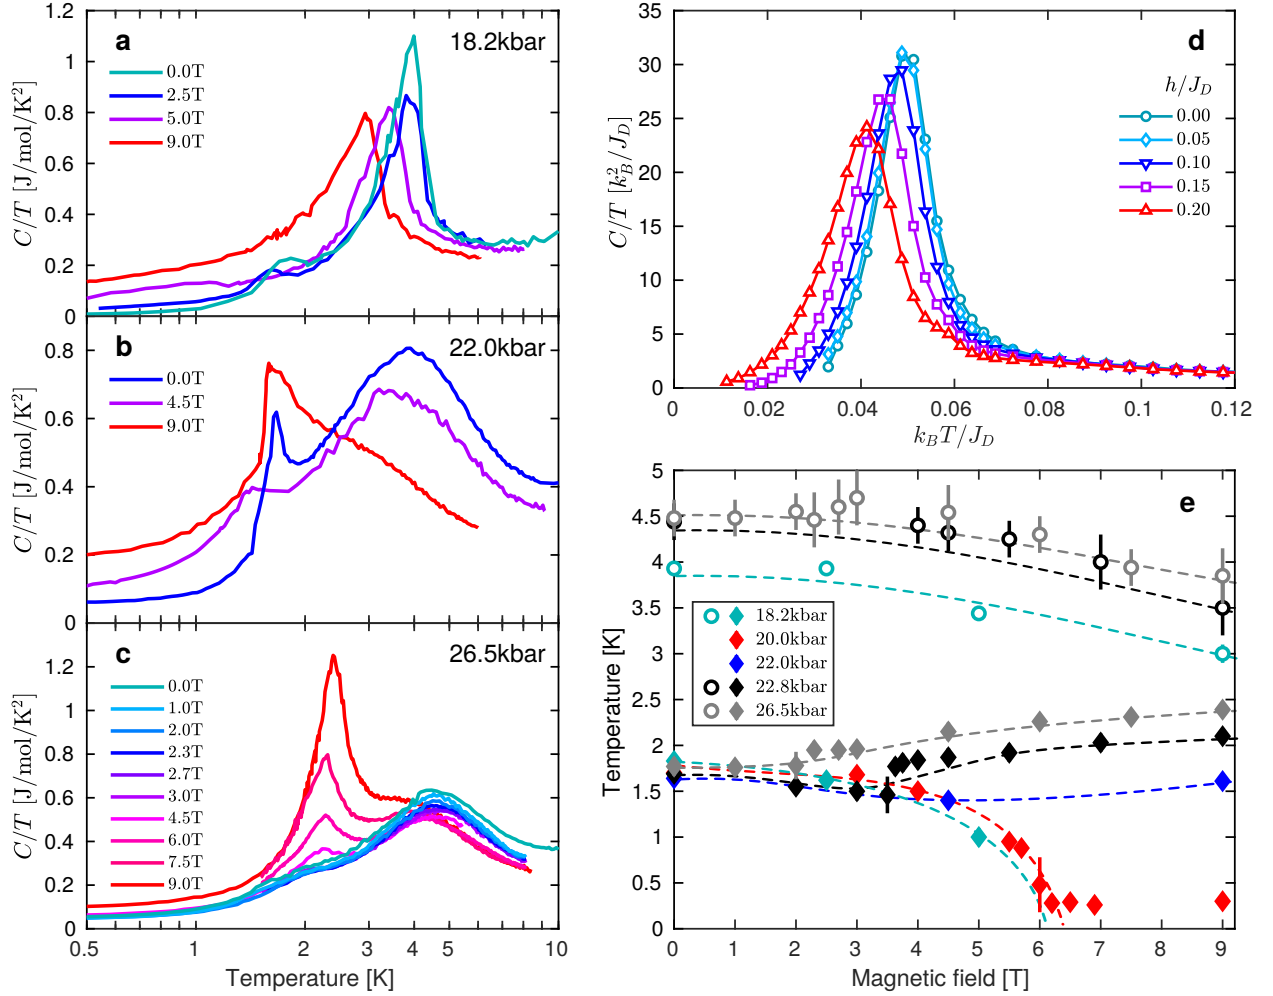 a
18.2kbar
0.0T
2.5T
5.0T
9.0T
C/T [J/mol/K²]
1.2
1
0.8
0.6
0.4
0.2
0
b
22.0kbar
0.0T
4.5T
9.0T
C/T [J/mol/K²]
0.8
0.6
0.4
0.2
0
c
26.5kbar
0.0T
1.0T
2.0T
2.3T
2.7T
3.0T
4.5T
6.0T
7.5T
9.0T
C/T [J/mol/K²]
1.2
1
0.8
0.6
0.4
0.2
0
0.5 1 2 3 4 5 10
Temperature [K]
d
h/J_D
0.00
0.05
0.10
0.15
0.20
C/T [k_B²/J_D]
35
30
25
20
15
10
5
0
0 0.02 0.04 0.06 0.08 0.1 0.12
k_BT/J_D
e
18.2kbar
20.0kbar
22.0kbar
22.8kbar
26.5kbar
Temperature [K]
5
4.5
4
3.5
3
2.5
2
1.5
1
0.5
0
0 1 2 3 4 5 6 7 8 9
Magnetic field [T]